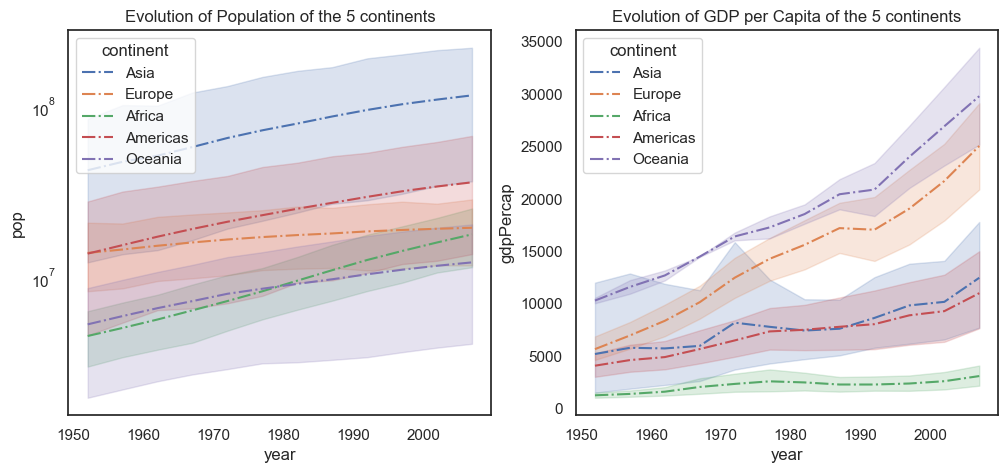 Evolution of Population of the 5 continents
continent
Asia
Europe
Africa
Americas
Oceania
10^8
10^7
pop
1950 1960 1970 1980 1990 2000
year
Evolution of GDP per Capita of the 5 continents
continent
Asia
Europe
Africa
Americas
Oceania
35000
30000
25000
20000
15000
10000
5000
0
gdpPercap
1950 1960 1970 1980 1990 2000
year